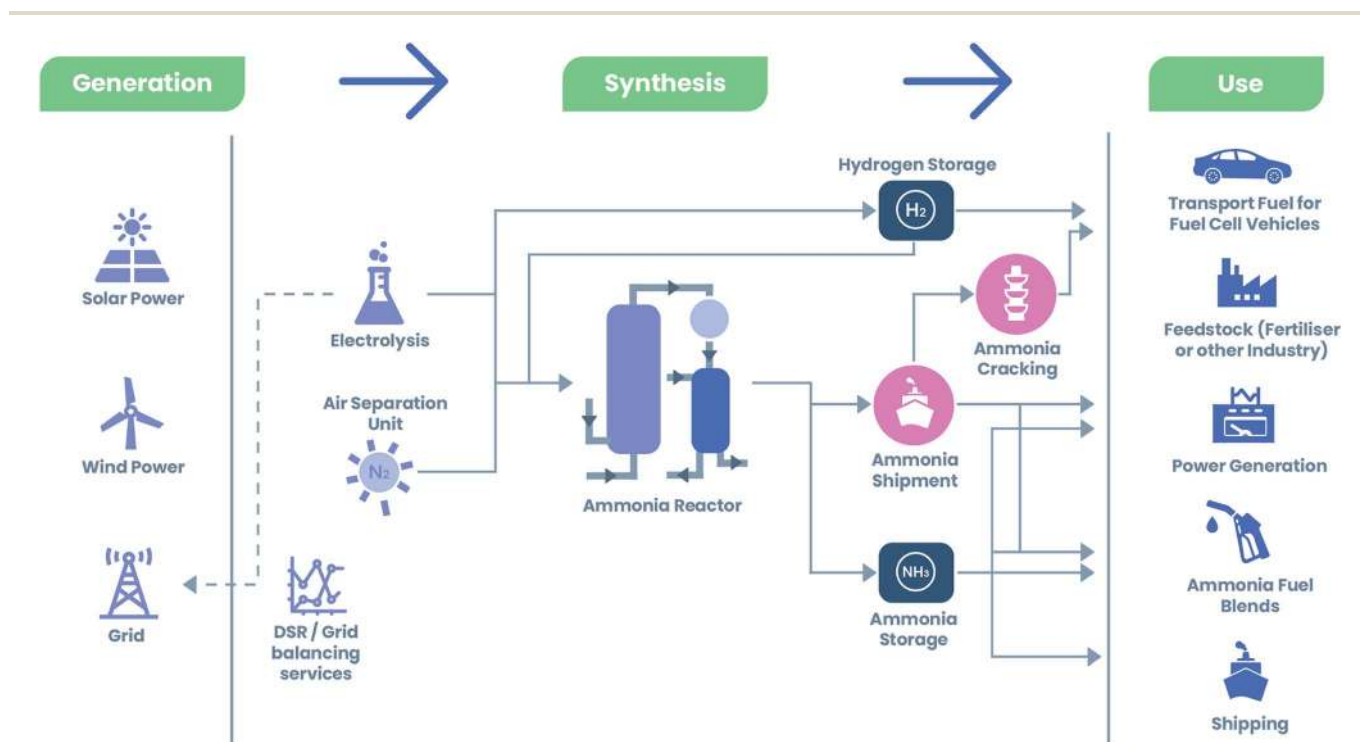 Generation
Synthesis
Use
Solar Power
Wind Power
Grid
Electrolysis
Air Separation
Unit
N₂
DSR / Grid
balancing
services
Ammonia Reactor
Hydrogen Storage
H₂
Ammonia
Cracking
Ammonia
Shipment
NH₃
Ammonia
Storage
Transport Fuel for
Fuel Cell Vehicles
Feedstock (Fertiliser
or other Industry)
Power Generation
Ammonia Fuel
Blends
Shipping